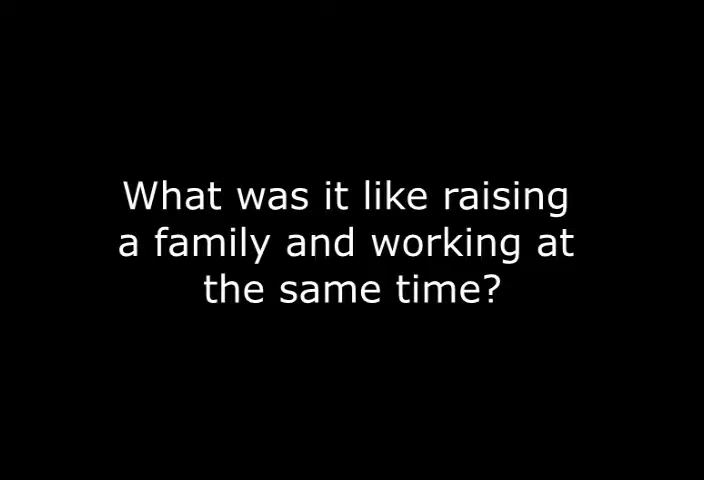 What was it like raising
a family and working at
the same time?